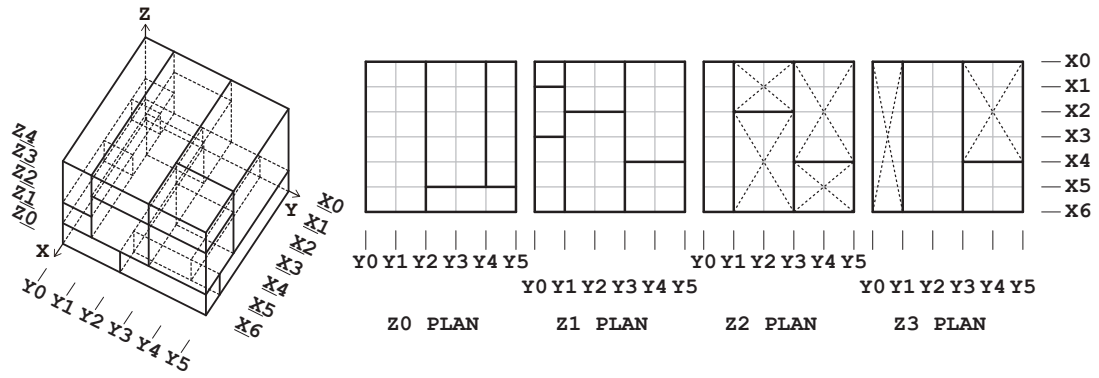 Z
Z4
Z3
Z2
Z1
Z0
X
Y
X0
X1
X2
X3
X4
X5
X6
Y0 Y1 Y2 Y3 Y4 Y5
X0
X1
X2
X3
X4
X5
X6
Y0 Y1 Y2 Y3 Y4 Y5
Y0 Y1 Y2 Y3 Y4 Y5
Y0 Y1 Y2 Y3 Y4 Y5
Y0 Y1 Y2 Y3 Y4 Y5
Z0 PLAN
Z1 PLAN
Z2 PLAN
Z3 PLAN